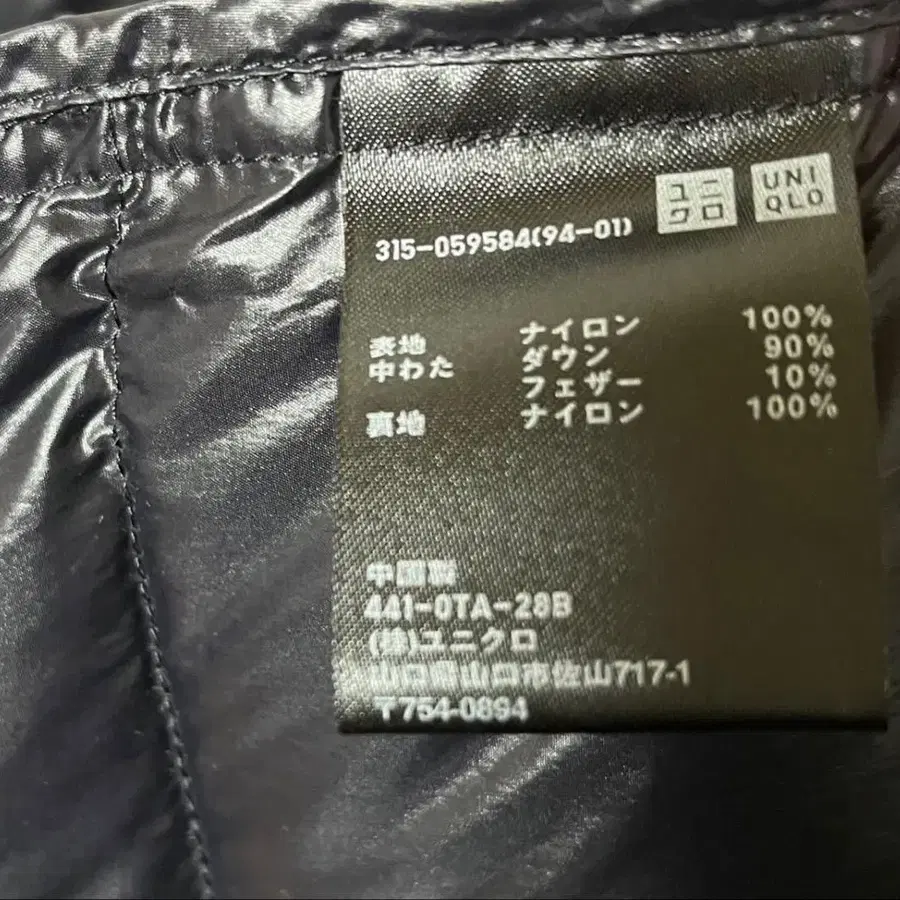 ユニ
クロ
UNI
QLO
315-059584(94-01)
表地 ナイロン 100%
中わた ダウン 90%
フェザー 10%
裏地 ナイロン 100%
中国製
441-0TA-28B
(株)ユニクロ
山口県山口市佐山717-1
〒754-0894